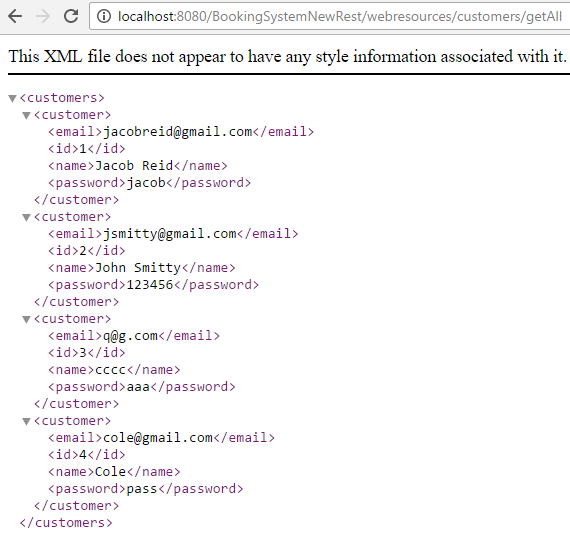 localhost:8080/BookingSystemNewRest/webresources/customers/getAll
This XML file does not appear to have any style information associated with it.
<customers>
<customer>
<email>jacobreid@gmail.com</email>
<id>1</id>
<name>Jacob Reid</name>
<password>jacob</password>
</customer>
<customer>
<email>jsmitty@gmail.com</email>
<id>2</id>
<name>John Smitty</name>
<password>123456</password>
</customer>
<customer>
<email>q@g.com</email>
<id>3</id>
<name>cccc</name>
<password>aaa</password>
</customer>
<customer>
<email>cole@gmail.com</email>
<id>4</id>
<name>Cole</name>
<password>pass</password>
</customer>
</customers>